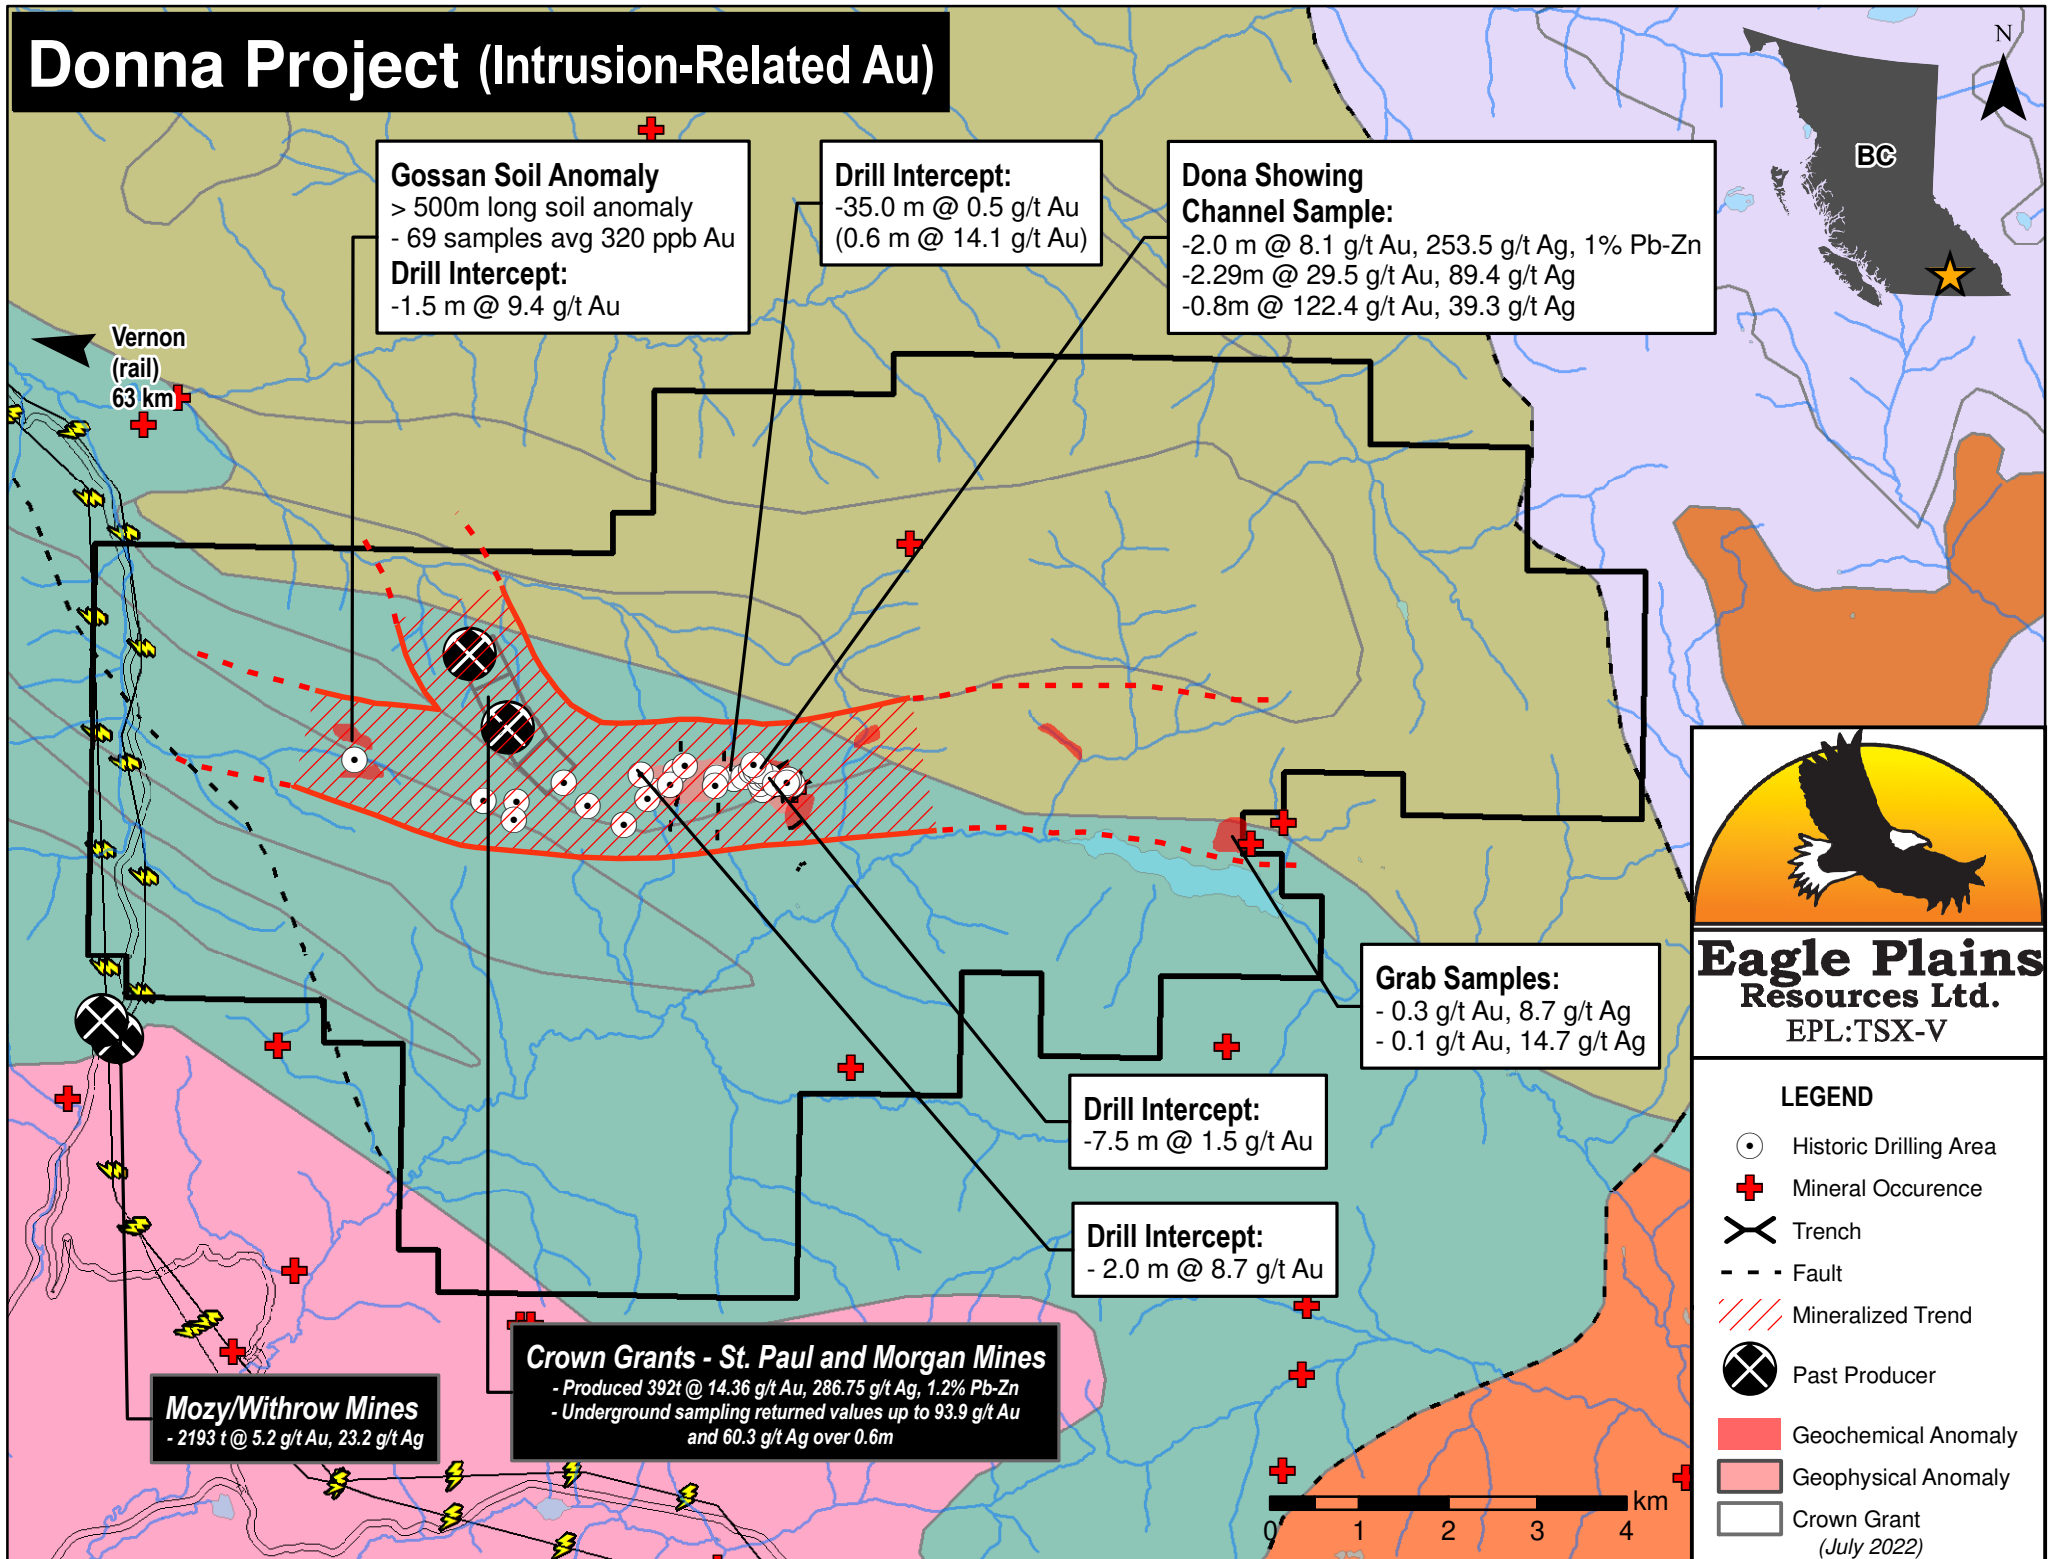 Donna Project (Intrusion-Related Au)
N
BC
Gossan Soil Anomaly
> 500m long soil anomaly
- 69 samples avg 320 ppb Au
Drill Intercept:
-1.5 m @ 9.4 g/t Au
Drill Intercept:
-35.0 m @ 0.5 g/t Au
(0.6 m @ 14.1 g/t Au)
Dona Showing
Channel Sample:
-2.0 m @ 8.1 g/t Au, 253.5 g/t Ag, 1% Pb-Zn
-2.29m @ 29.5 g/t Au, 89.4 g/t Ag
-0.8m @ 122.4 g/t Au, 39.3 g/t Ag
Vernon
(rail)
63 km
Grab Samples:
- 0.3 g/t Au, 8.7 g/t Ag
- 0.1 g/t Au, 14.7 g/t Ag
Drill Intercept:
-7.5 m @ 1.5 g/t Au
Drill Intercept:
- 2.0 m @ 8.7 g/t Au
Crown Grants - St. Paul and Morgan Mines
- Produced 392t @ 14.36 g/t Au, 286.75 g/t Ag, 1.2% Pb-Zn
- Underground sampling returned values up to 93.9 g/t Au
and 60.3 g/t Ag over 0.6m
Mozy/Withrow Mines
- 2193 t @ 5.2 g/t Au, 23.2 g/t Ag
Eagle Plains
Resources Ltd.
EPL:TSX-V
LEGEND
Historic Drilling Area
Mineral Occurence
Trench
Fault
Mineralized Trend
Past Producer
Geochemical Anomaly
Geophysical Anomaly
Crown Grant
(July 2022)
km
0 1 2 3 4